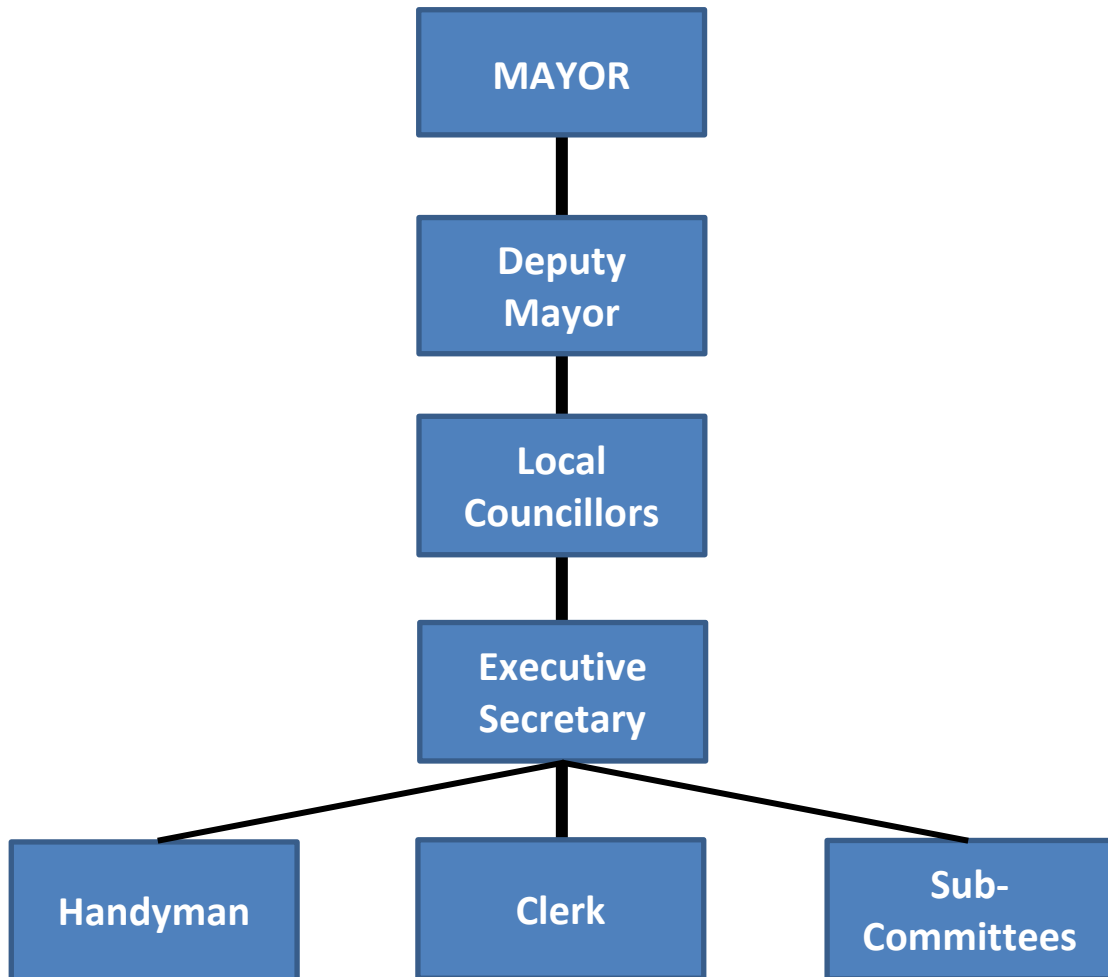 MAYOR
Deputy
Mayor
Local
Councillors
Executive
Secretary
Handyman
Clerk
Sub-
Committees